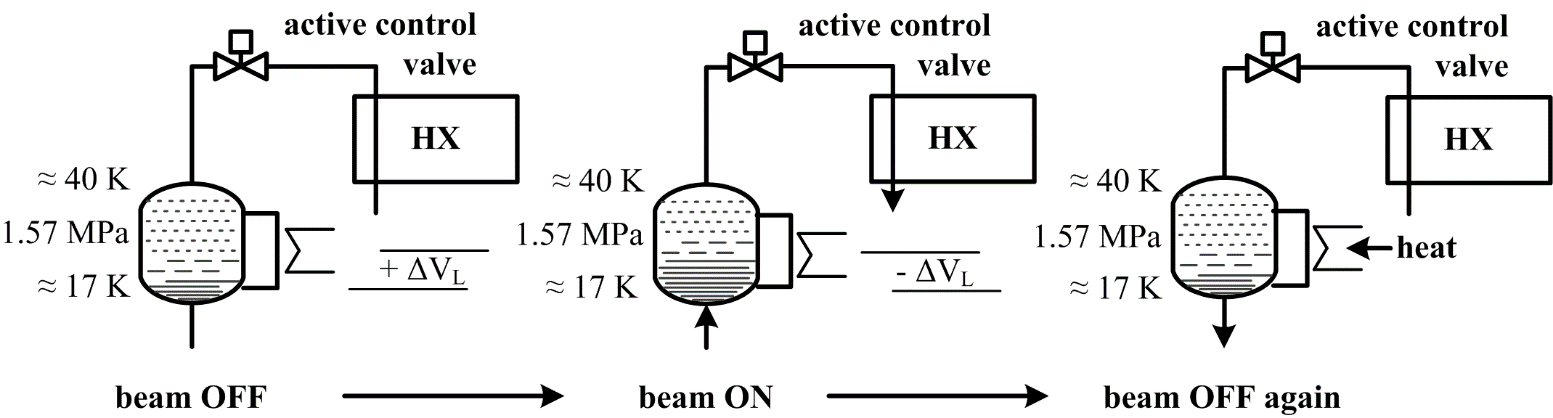 active control
valve
HX
≈ 40 K
1.57 MPa
≈ 17 K
+ ΔV_L
beam OFF
active control
valve
HX
≈ 40 K
1.57 MPa
≈ 17 K
- ΔV_L
beam ON
active control
valve
HX
≈ 40 K
1.57 MPa
heat
≈ 17 K
beam OFF again